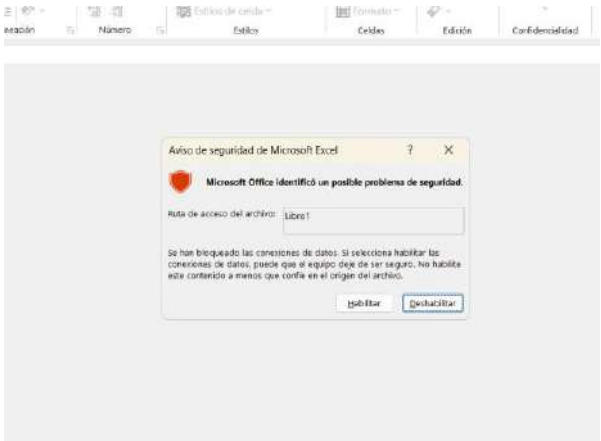 Estilos de celda
Formato
Número
Estilos
Celdas
Edición
Confidencialidad
Aviso de seguridad de Microsoft Excel
?
Microsoft Office identificó un posible problema de seguridad.
Ruta de acceso del archivo:
Libro1
Se han bloqueado las conexiones de datos. Si selecciona habilitar las
conexiones de datos, puede que el equipo deje de ser seguro. No habilite
este contenido a menos que confíe en el origen del archivo.
Habilitar
Deshabilitar